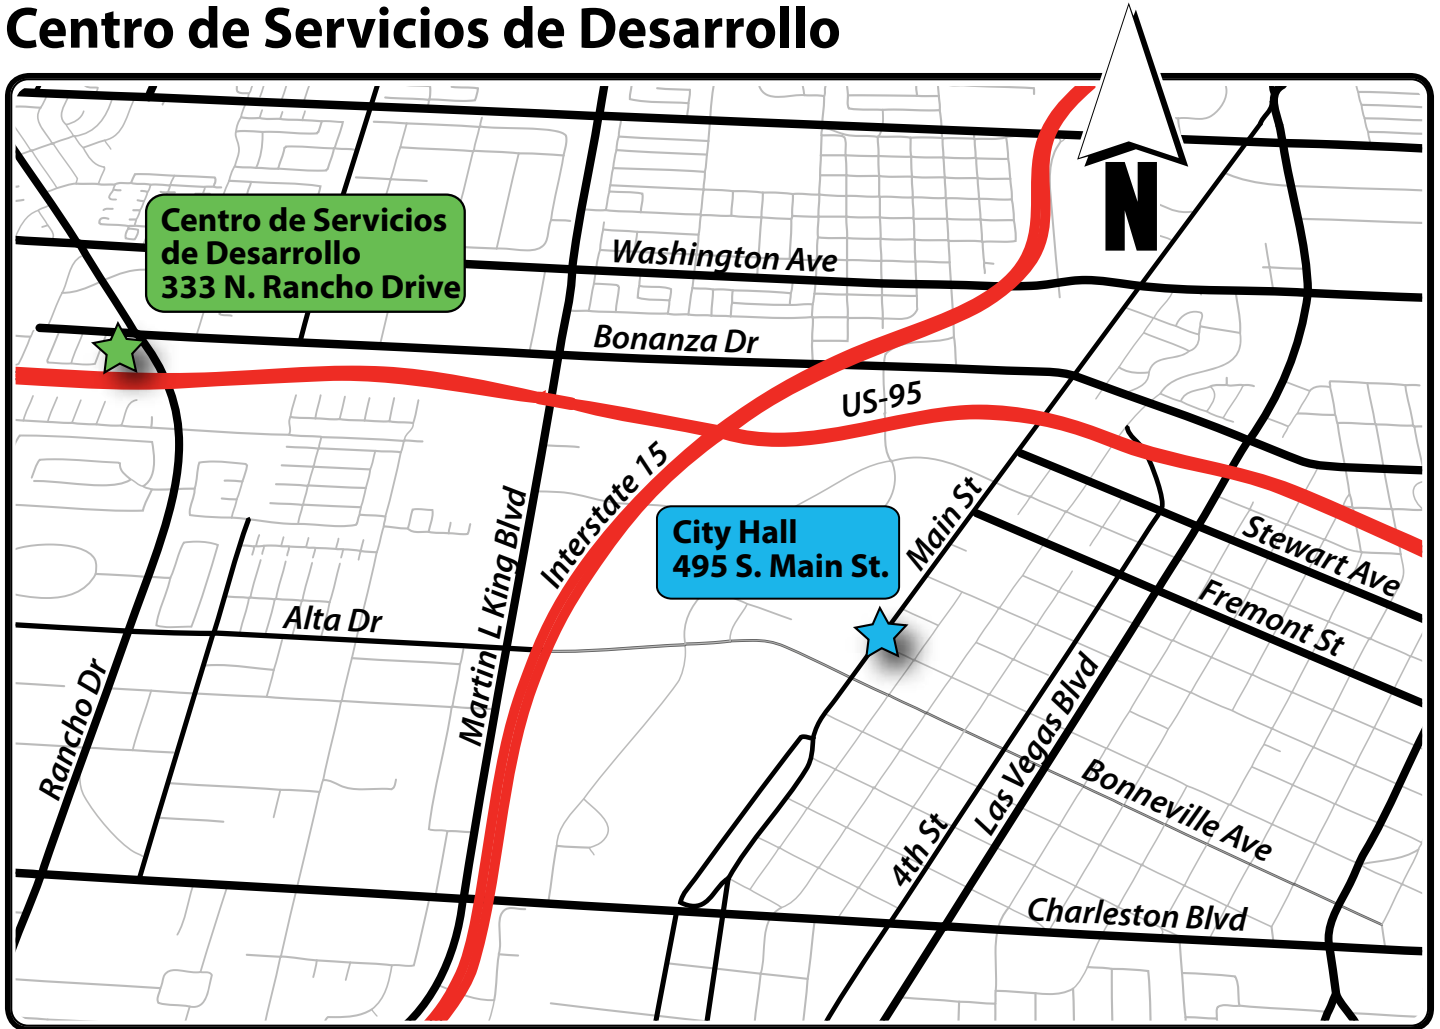 Centro de Servicios de Desarrollo
N
Centro de Servicios
de Desarrollo
333 N. Rancho Drive
Washington Ave
Bonanza Dr
US-95
Interstate 15
Main St
City Hall
495 S. Main St.
Stewart Ave
Fremont St
Martin L King Blvd
Alta Dr
Rancho Dr
Las Vegas Blvd
Bonneville Ave
4th St
Charleston Blvd